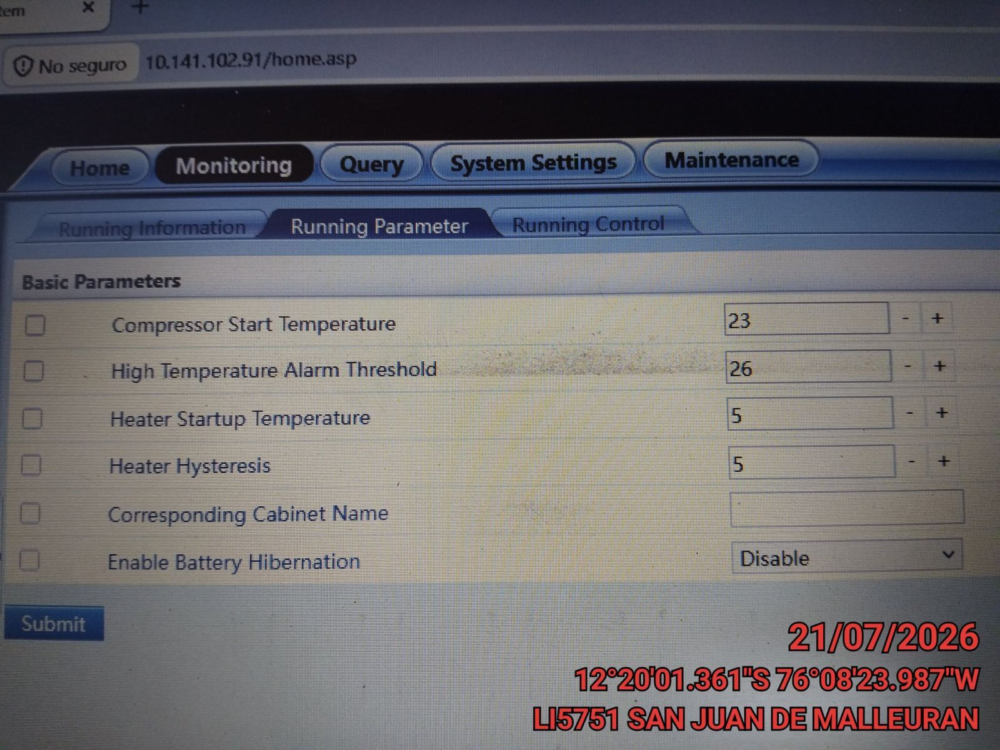 tem × +
No seguro 10.141.102.91/home.asp
Home Monitoring Query System Settings Maintenance
Running Information Running Parameter Running Control
Basic Parameters
Compressor Start Temperature 23 - +
High Temperature Alarm Threshold 26 - +
Heater Startup Temperature 5 - +
Heater Hysteresis 5 - +
Corresponding Cabinet Name
Enable Battery Hibernation Disable
Submit
21/07/2026
12°20'01.361"S 76°08'23.987"W
LI5751 SAN JUAN DE MALLEURAN